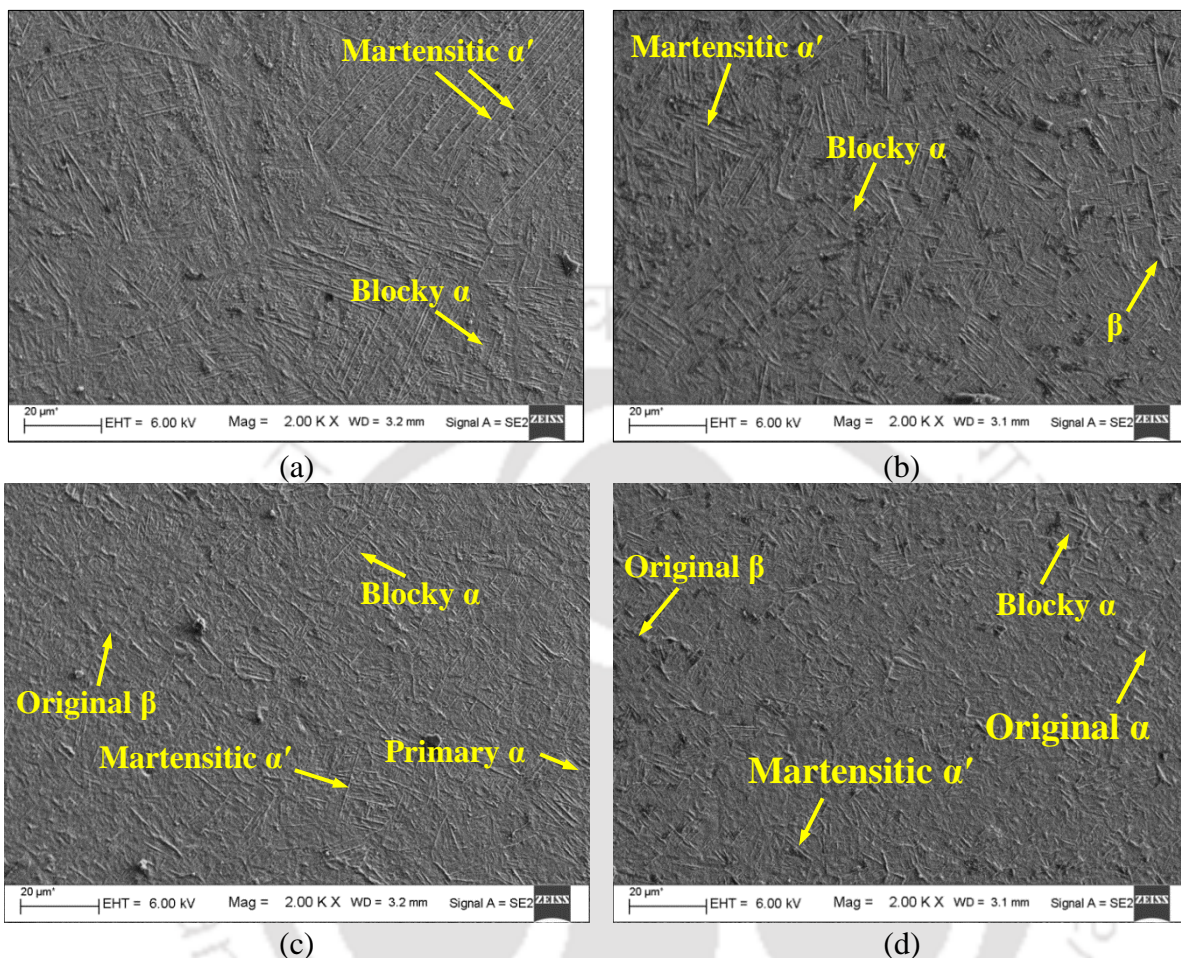 Martensitic α′
Blocky α
20 µm*
EHT = 6.00 kV
Mag = 2.00 K X
WD = 3.2 mm
Signal A = SE2
ZEISS
(a)
Martensitic α′
Blocky α
β
20 µm*
EHT = 6.00 kV
Mag = 2.00 K X
WD = 3.1 mm
Signal A = SE2
ZEISS
(b)
Blocky α
Original β
Martensitic α′
Primary α
20 µm*
EHT = 6.00 kV
Mag = 2.00 K X
WD = 3.2 mm
Signal A = SE2
ZEISS
(c)
Original β
Blocky α
Original α
Martensitic α′
20 µm*
EHT = 6.00 kV
Mag = 2.00 K X
WD = 3.1 mm
Signal A = SE2
ZEISS
(d)